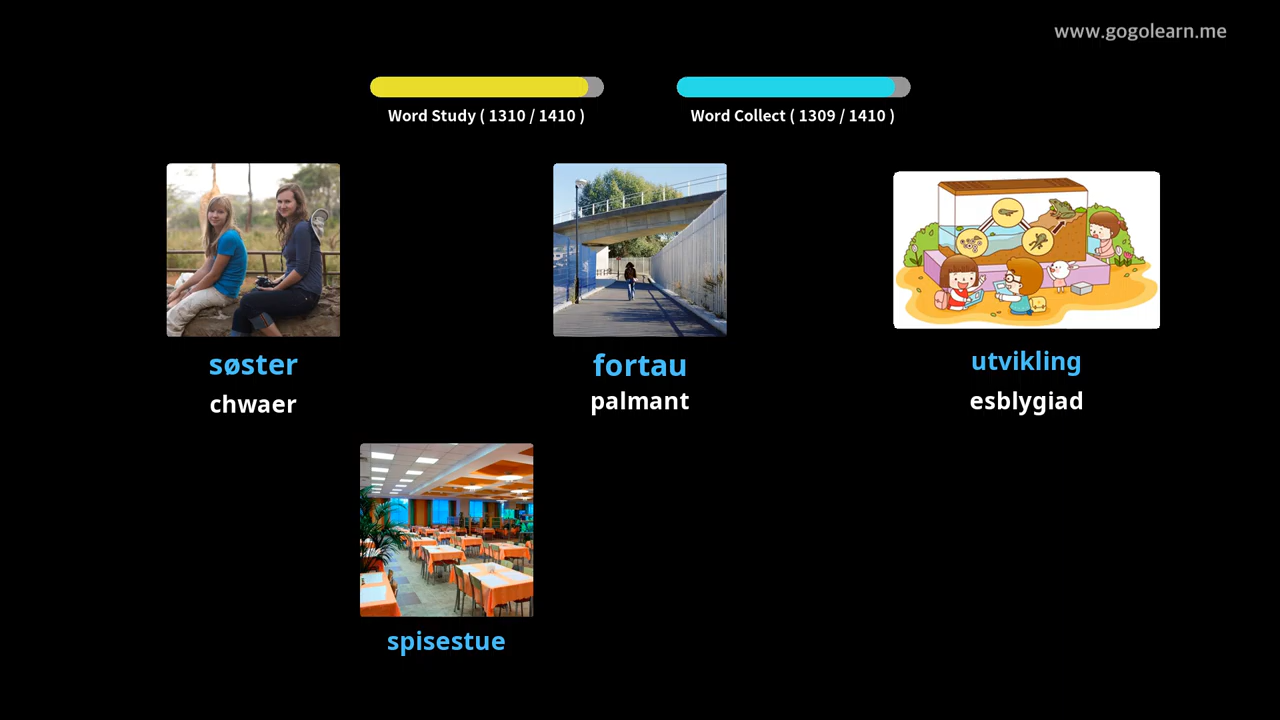 www.gogolearn.me
Word Study ( 1310 / 1410 )
Word Collect ( 1309 / 1410 )
søster
fortau
utvikling
chwaer
palmant
esblygiad
spisestue